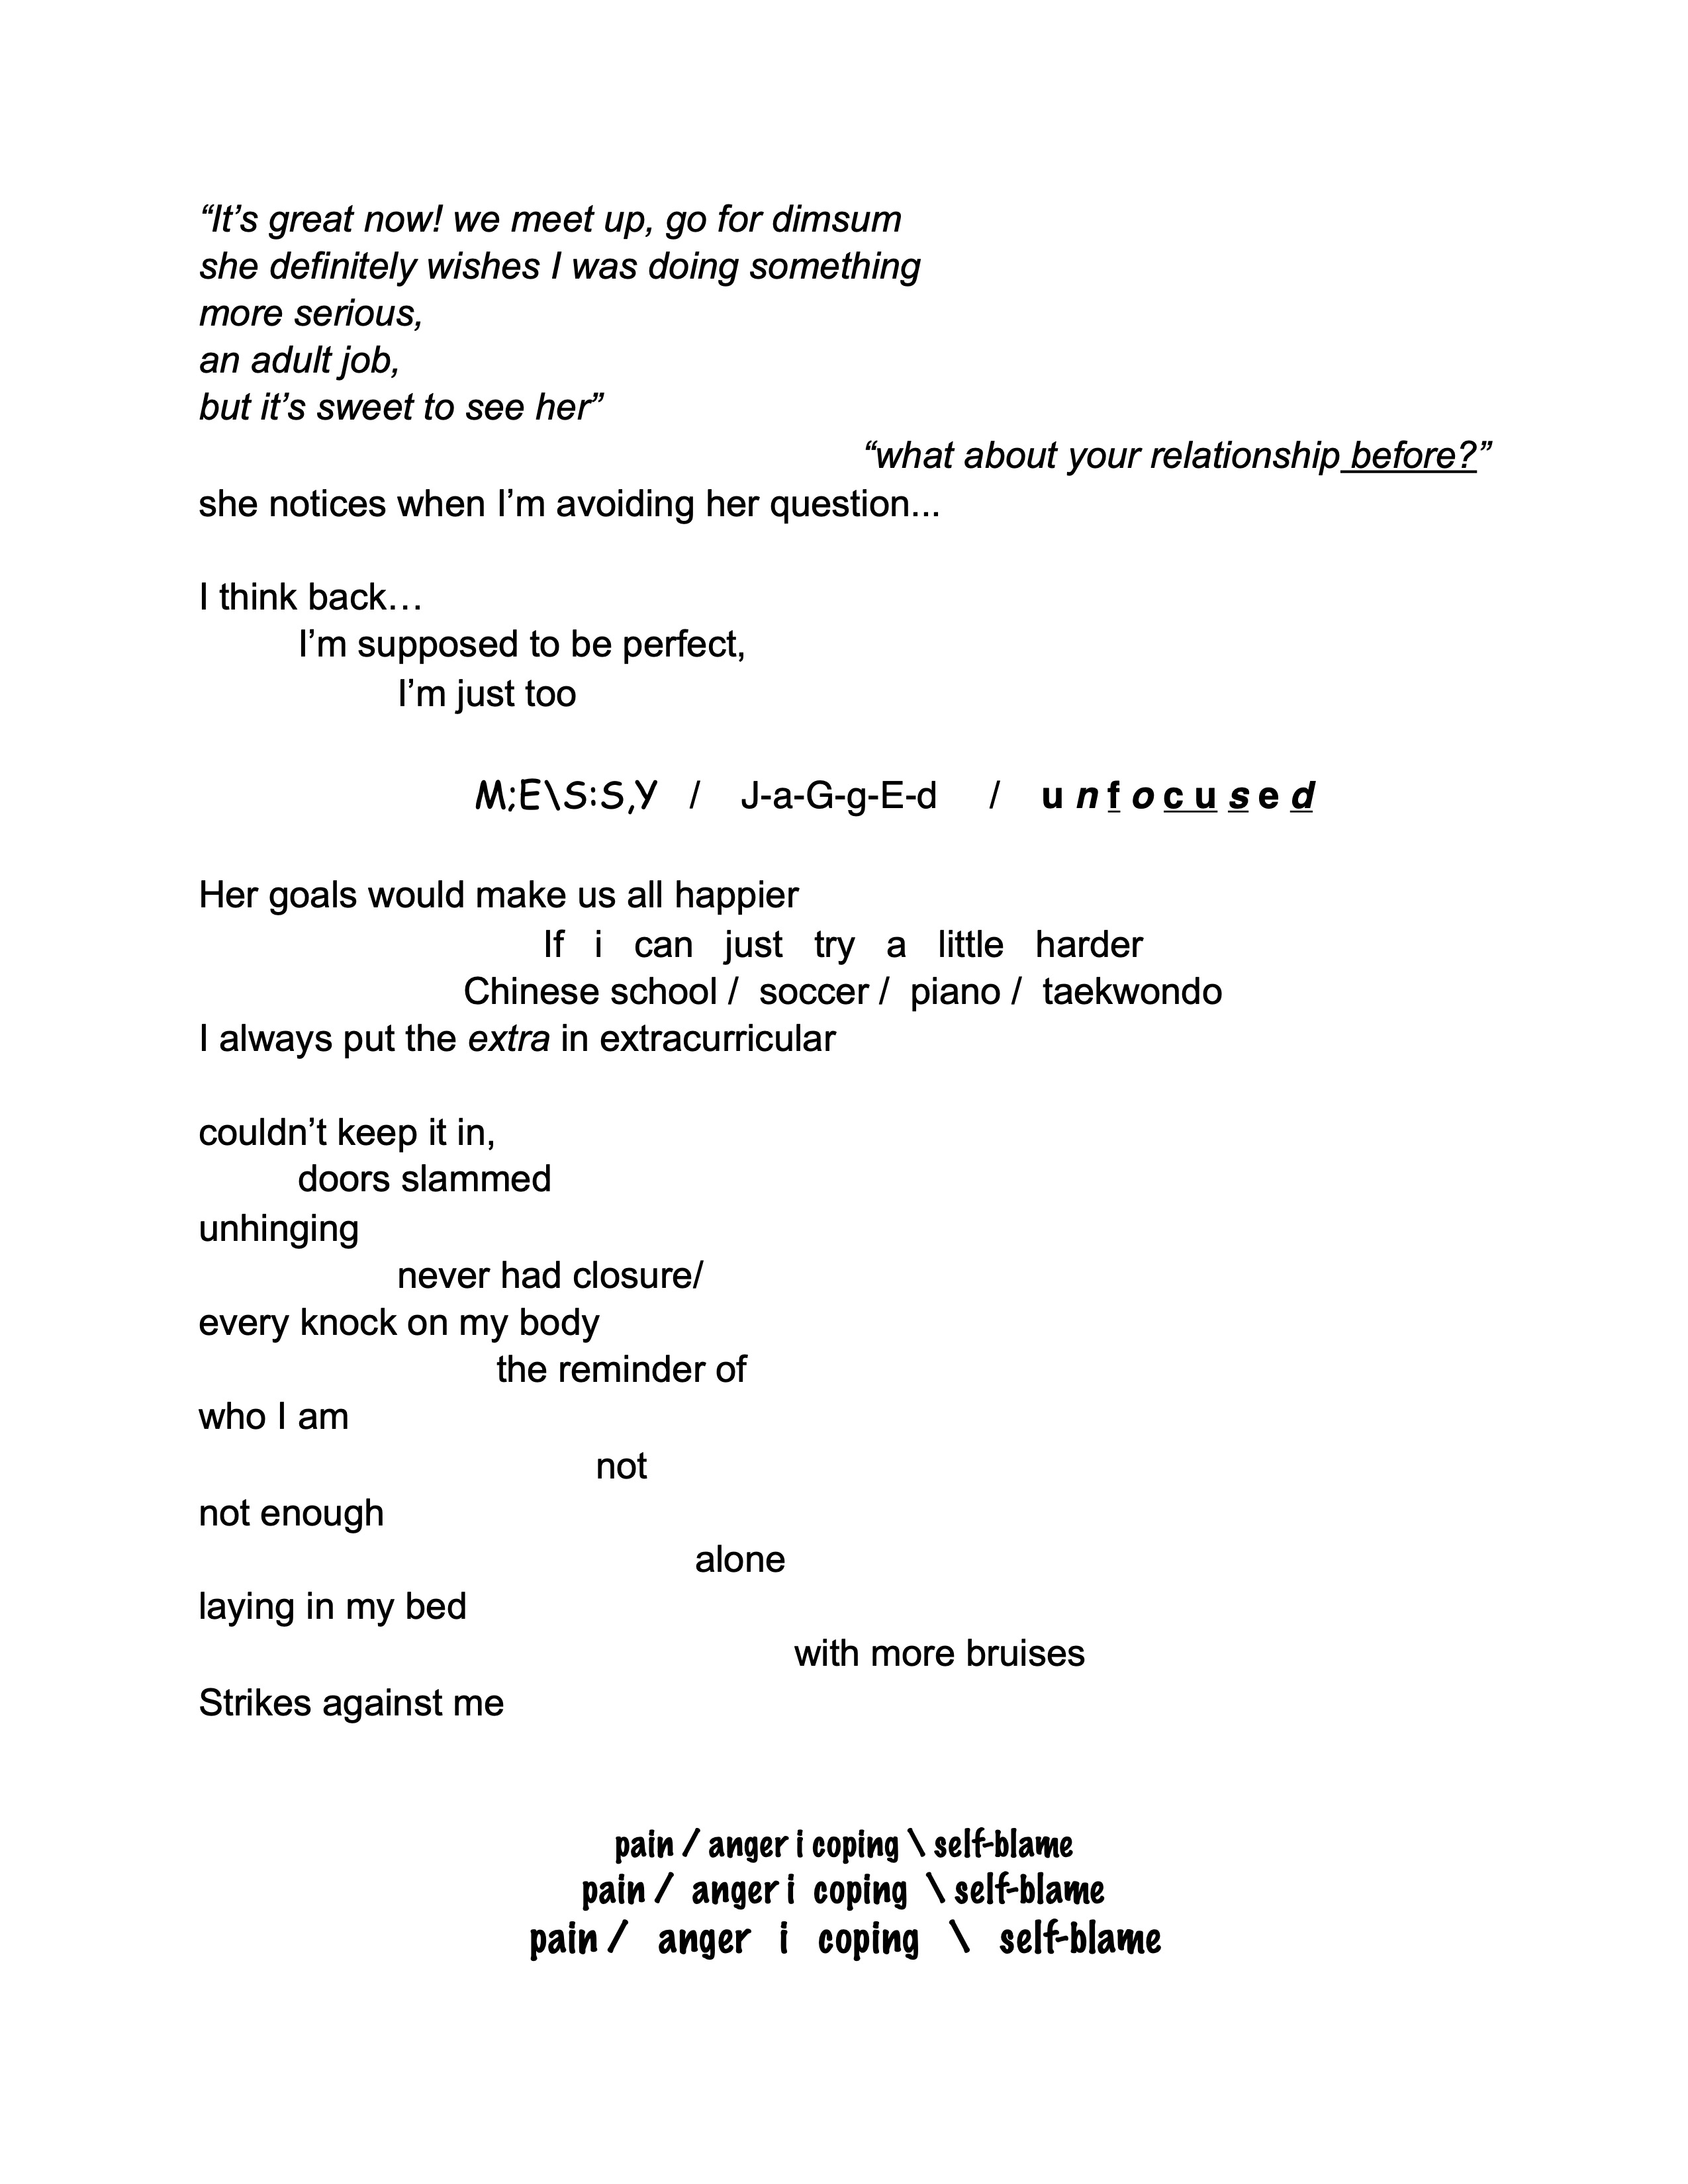 “It’s great now! we meet up, go for dimsum
she definitely wishes I was doing something
more serious,
an adult job,
but it’s sweet to see her”
“what about your relationship before?”
she notices when I’m avoiding her question...
I think back…
I’m supposed to be perfect,
I’m just too
M;E\S:S,Y / J-a-G-g-E-d / u n f o c u s e d
Her goals would make us all happier
If i can just try a little harder
Chinese school / soccer / piano / taekwondo
I always put the extra in extracurricular
couldn’t keep it in,
doors slammed
unhinging
never had closure/
every knock on my body
the reminder of
who I am
not
not enough
alone
laying in my bed
with more bruises
Strikes against me
pain / anger i coping \ self-blame
pain / anger i coping \ self-blame
pain / anger i coping \ self-blame